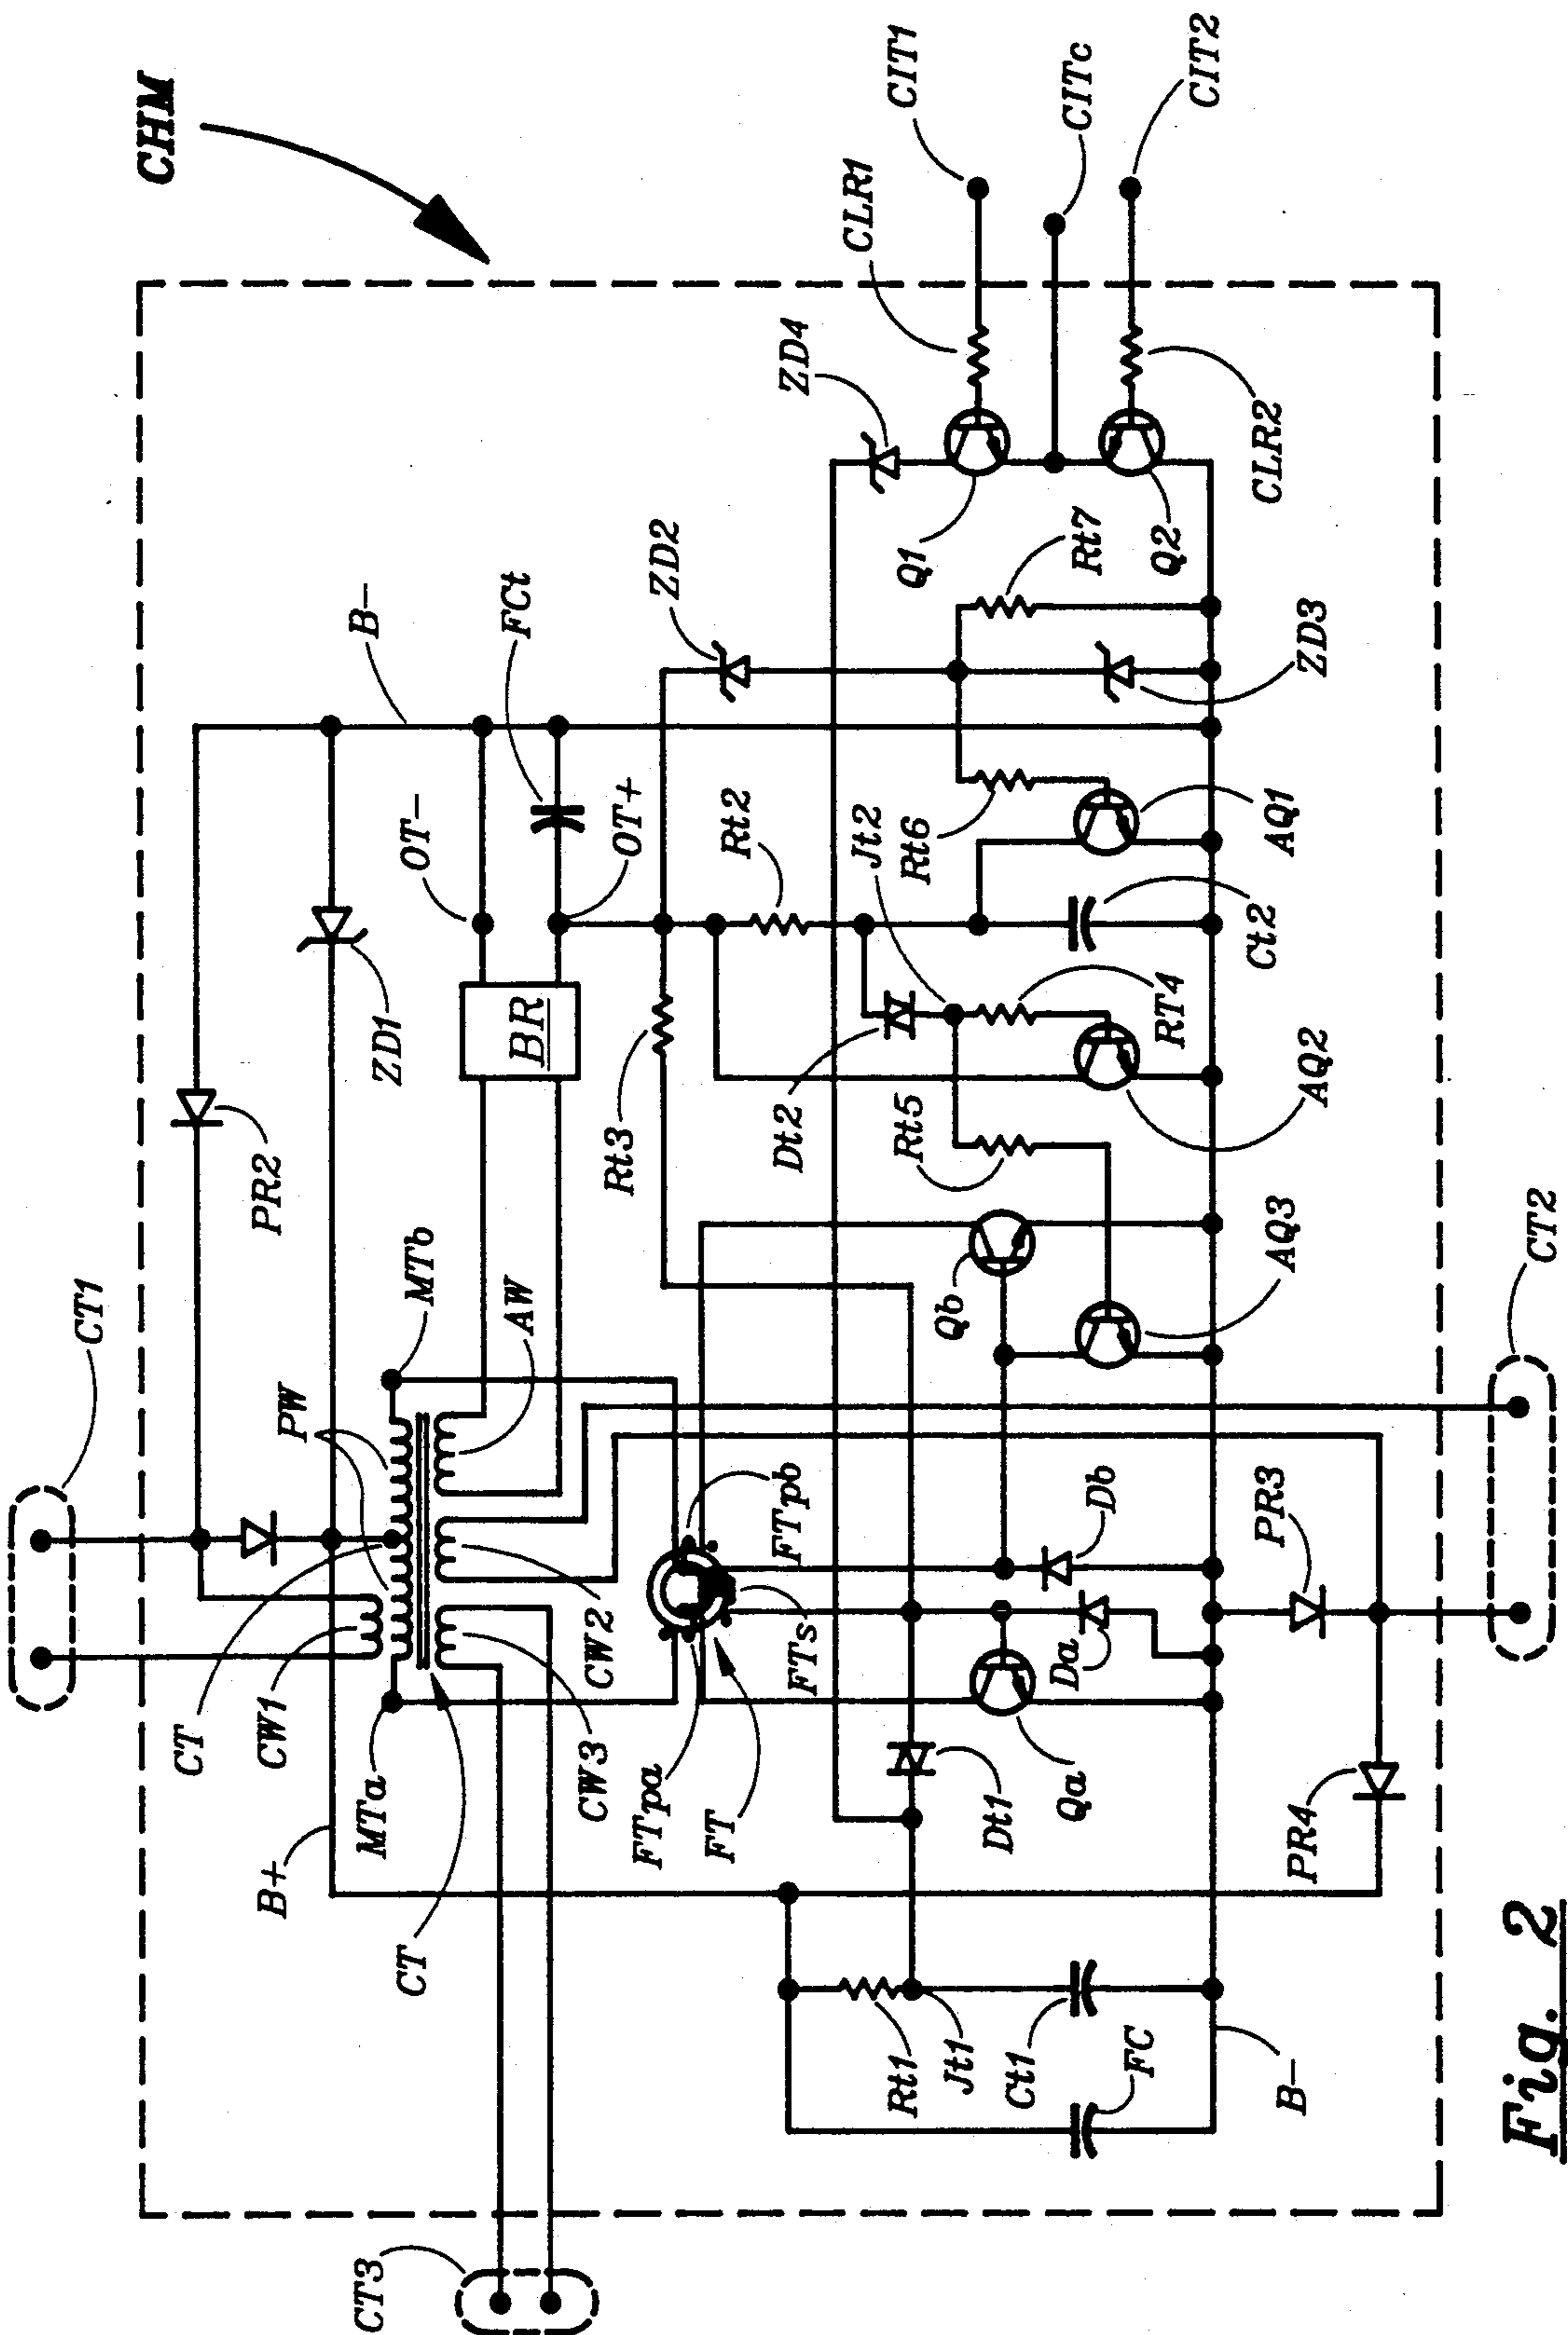 CHM
CT1
CIT1
CITc
CIT2
CLR1
CLR2
ZD4
Q1
Q2
B-
FCt
ZD2
Rt7
ZD3
OT-
OT+
Rt2
Jt2
Rt6
AQ1
Ct2
ZD1
BR
PR2
Rt3
Dt2
RT4
Rt5
AQ2
AQ3
Qb
MTb
AW
PW
CT2
FTpb
Db
PR3
FTs
Da
CT
CW1
CW2
CW3
MTa
FTpa
FT
Dt1
Qa
PR4
B+
CT
Rt1
Jt1
Ct1
FC
B-
CT3
Fig. 2